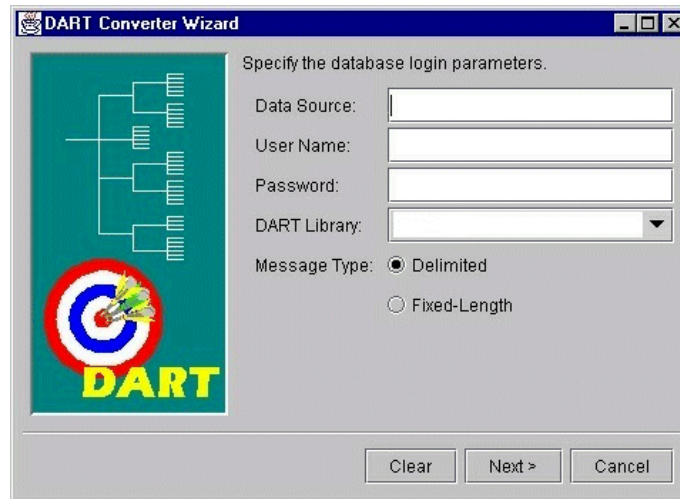 DART Converter Wizard
Specify the database login parameters.
Data Source:
User Name:
Password:
DART Library:
Message Type: Delimited
Fixed-Length
DART
Clear Next > Cancel